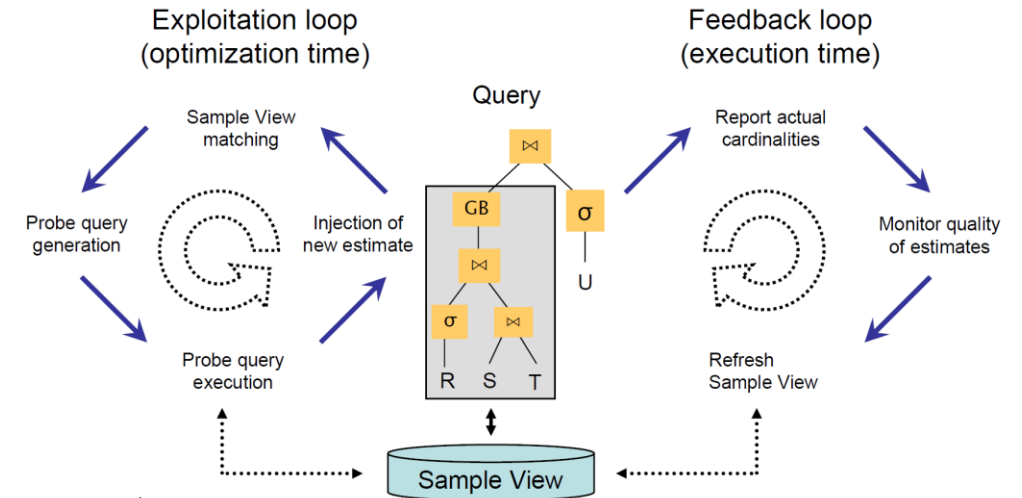 Exploitation loop
(optimization time)
Feedback loop
(execution time)
Query
Sample View
matching
Probe query
generation
Injection of
new estimate
Probe query
execution
⋈
GB
σ
⋈
U
σ
⋈
R S T
Report actual
cardinalities
Monitor quality
of estimates
Refresh
Sample View
Sample View